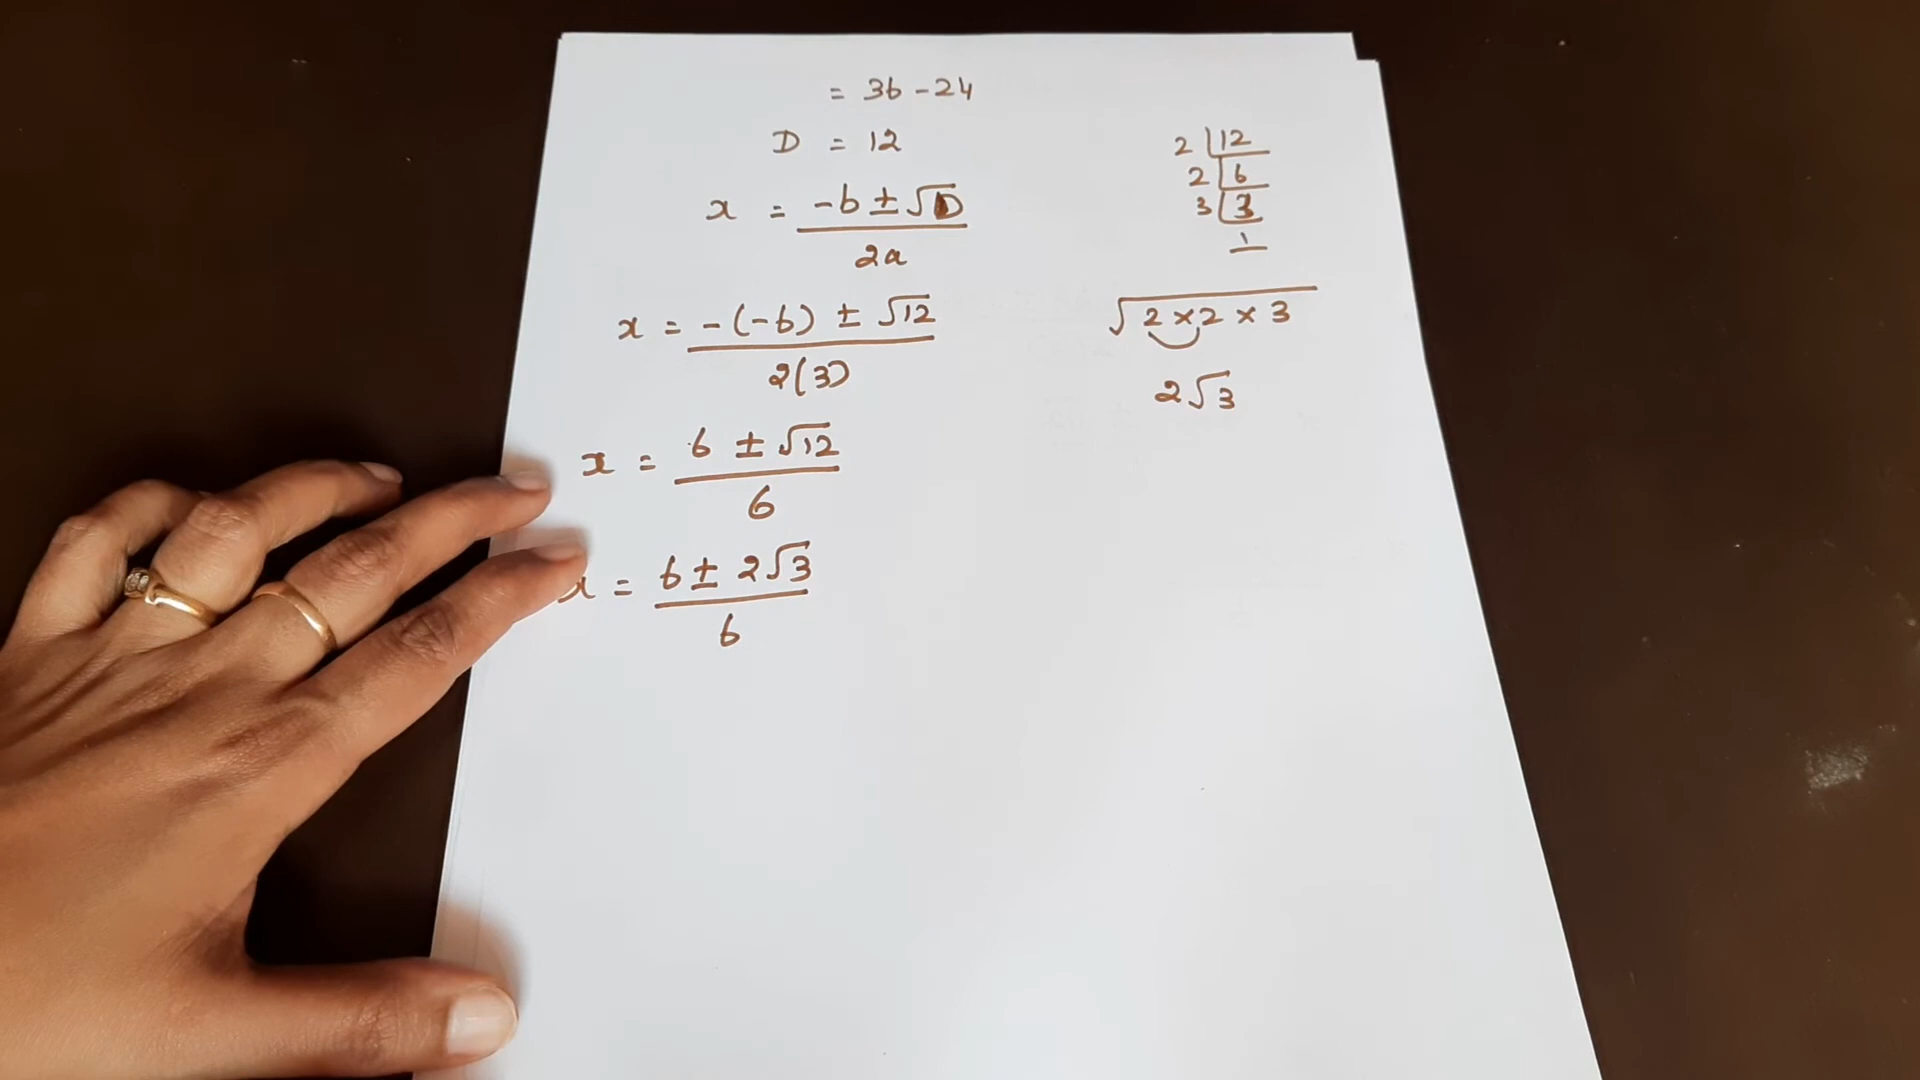 = 36 - 24
D = 12
x = -b ± √D
2a
x = -(-6) ± √12
2(3)
x = 6 ± √12
6
x = 6 ± 2√3
6
2 | 12
2 | 6
3 | 3
1
√2 × 2 × 3
2√3